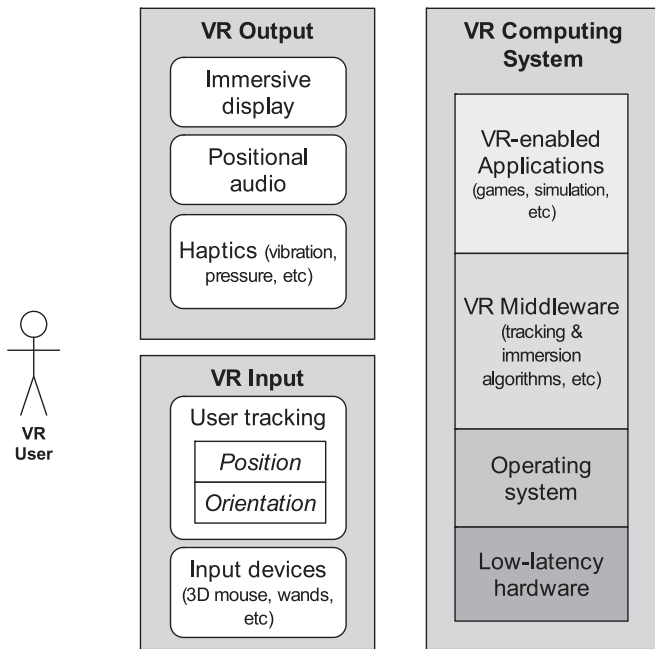 VR Output
Immersive
display
Positional
audio
Haptics (vibration,
pressure, etc)
VR
User
VR Input
User tracking
Position
Orientation
Input devices
(3D mouse, wands,
etc)
VR Computing
System
VR-enabled
Applications
(games, simulation,
etc)
VR Middleware
(tracking &
immersion
algorithms, etc)
Operating
system
Low-latency
hardware